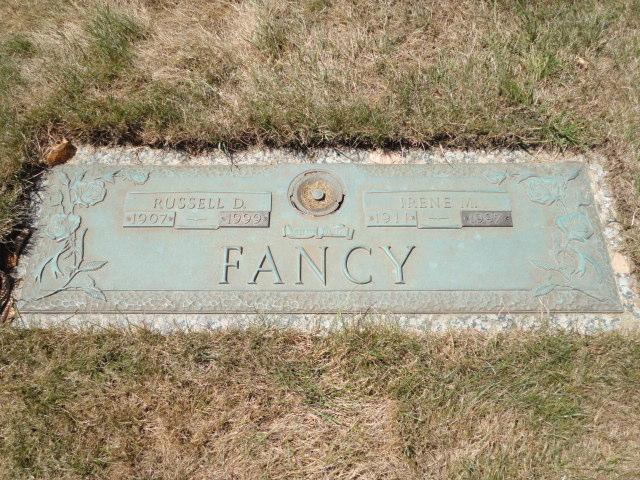 RUSSELL D. IRENE M.
1907 — 1999 1911 —
FANCY